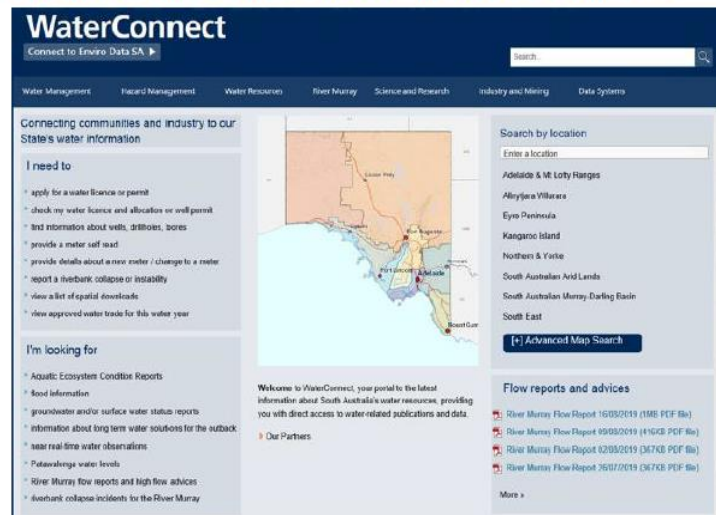 WaterConnect
Connect to Enviro Data SA
Search..
Water Management
Hazard Management
Water Resources
River Murray
Science and Research
Industry and Mining
Data Systems
Connecting communities and industry to our
State's water information
I need to
apply for a water licence or permit
check my water licence and allocation or well permit
find information about wells, drillholes, bores
provide a meter self read
provide details about a new meter / change to a meter
report a riverbank collapse or instability
view a list of spatial downloads
view approved water trade for this water year
I'm looking for
Aquatic Ecosystem Condition Reports
flood information
groundwater and/or surface water status reports
information about long term water solutions for the outback
near real-time water observations
Patawalonga water levels
River Murray flow reports and high flow advices
riverbank collapse incidents for the River Murray
Coober Pedy
Port Augusta
Port Lincoln
Adelaide
Mount Gam
Welcome to WaterConnect, your portal to the latest
information about South Australia's water resources, providing
you with direct access to water-related publications and data.
Our Partners
Search by location
Enter a location
Adelaide & Mt Lofty Ranges
Alinytjara Wilurara
Eyre Peninsula
Kangaroo Island
Northern & Yorke
South Australian Arid Lands
South Australian Murray-Darling Basin
South East
[+] Advanced Map Search
Flow reports and advices
River Murray Flow Report 16/08/2019 (1MB PDF file)
River Murray Flow Report 09/08/2019 (416KB PDF file)
River Murray Flow Report 02/08/2019 (367KB PDF file)
River Murray Flow Report 26/07/2019 (367KB PDF file)
More »